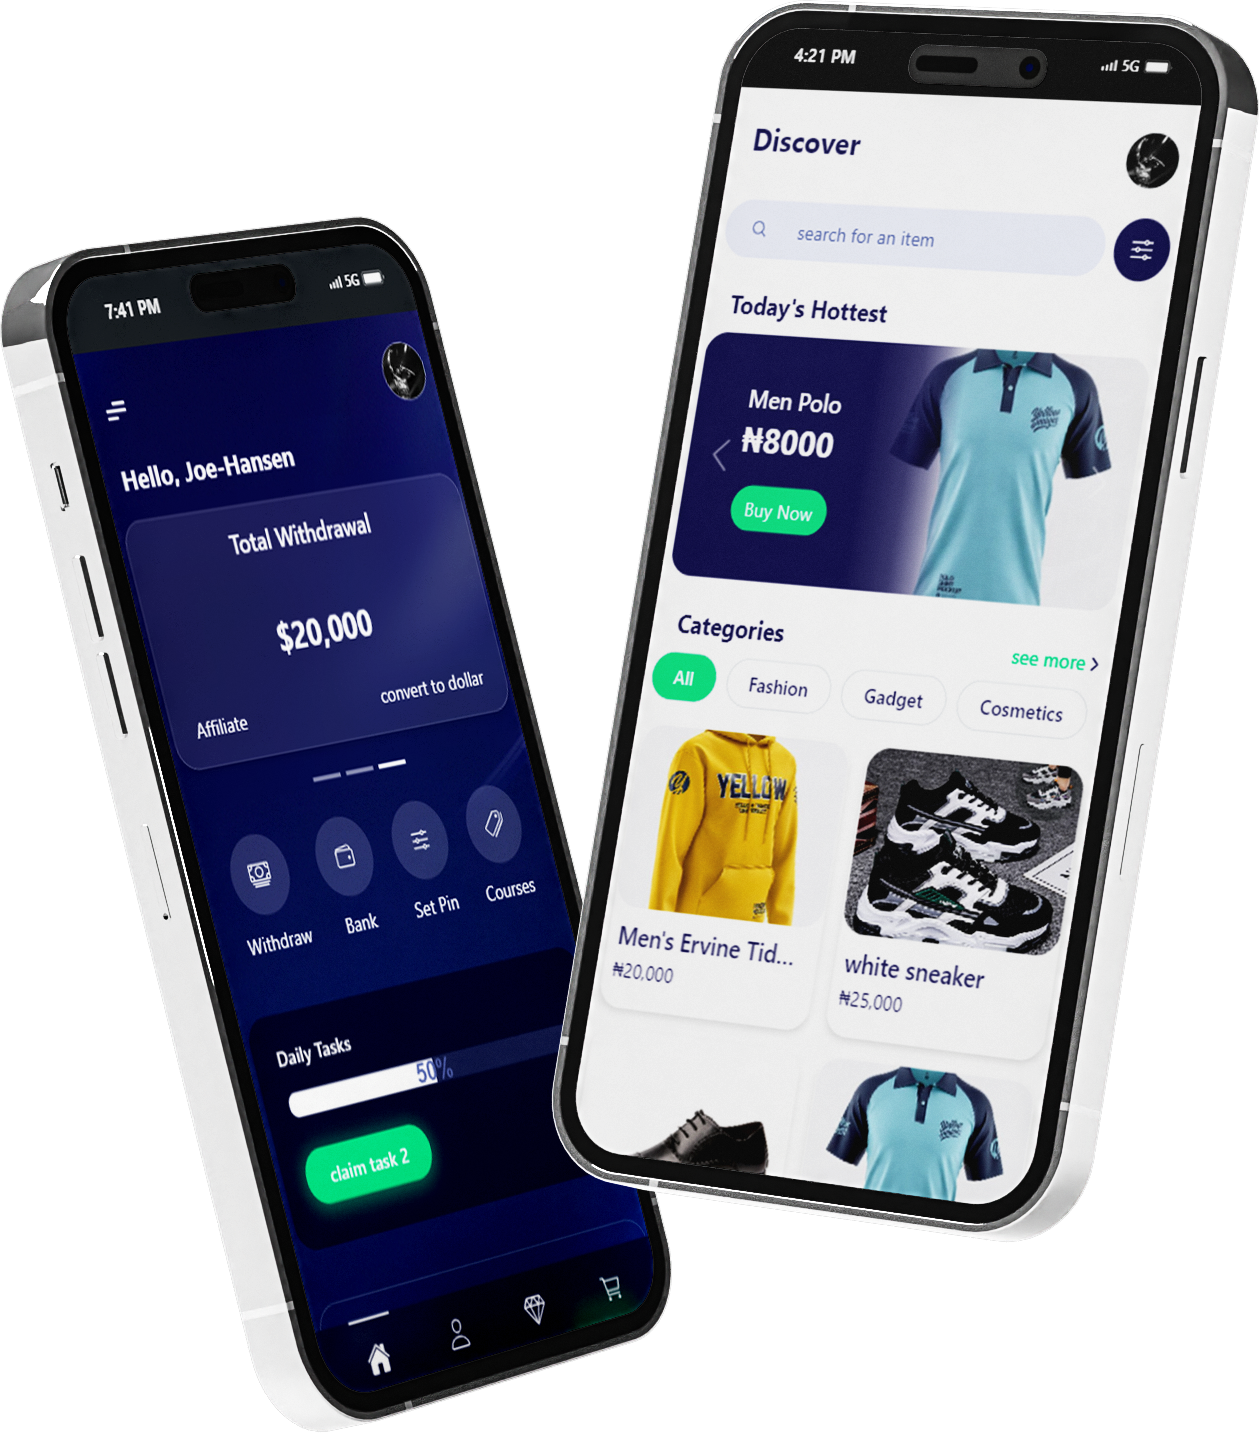 7:41 PM
5G
Hello, Joe-Hansen
Total Withdrawal
$20,000
convert to dollar
Affiliate
Withdraw
Bank
Set Pin
Courses
Daily Tasks
50%
claim task 2
4:21 PM
5G
Discover
search for an item
Today's Hottest
Men Polo
₦8000
Buy Now
Categories
see more
All
Fashion
Gadget
Cosmetics
YELLOW
Men's Ervine Tid...
₦20,000
white sneaker
₦25,000